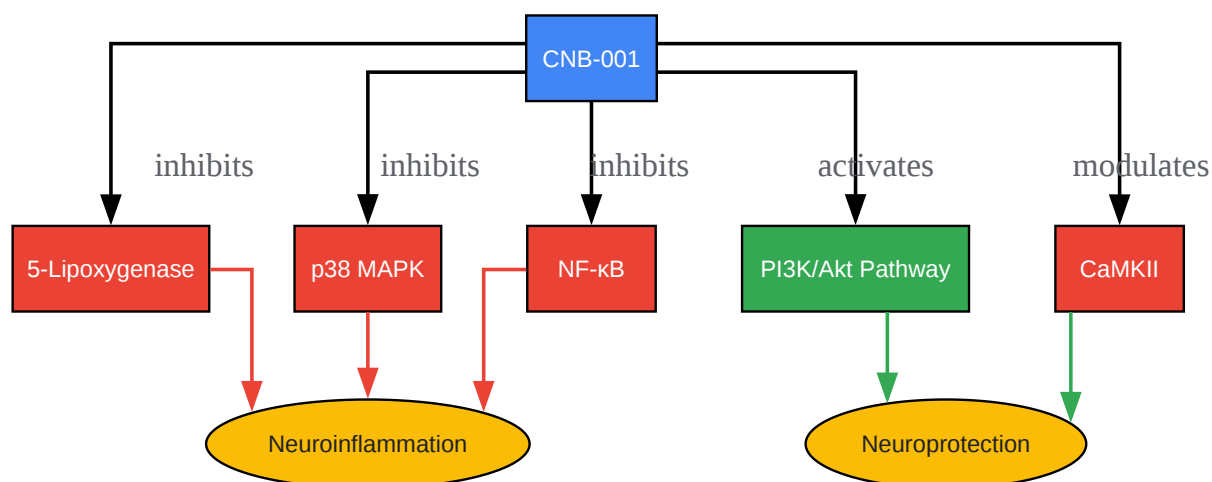 CNB-001
inhibits
inhibits
inhibits
activates
modulates
5-Lipoxygenase
p38 MAPK
NF-κB
PI3K/Akt Pathway
CaMKII
Neuroinflammation
Neuroprotection